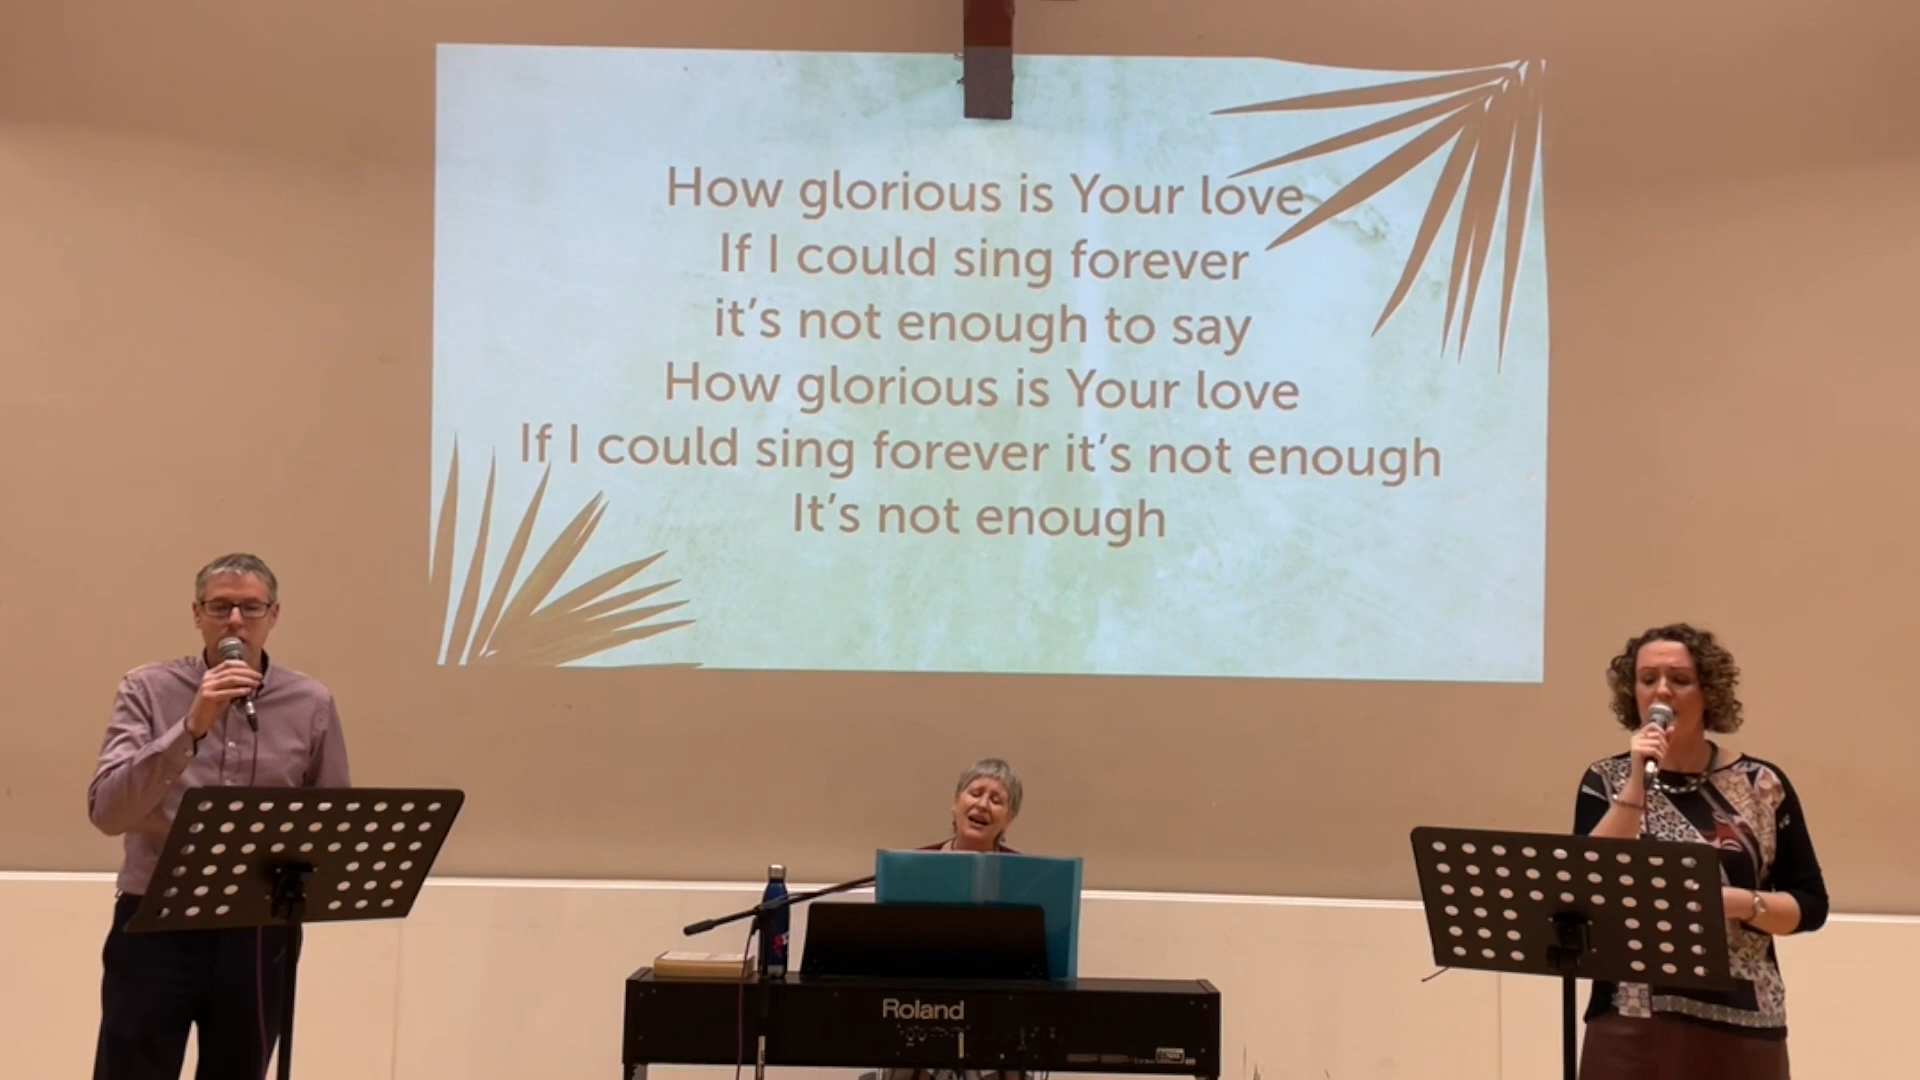 How glorious is Your love
If I could sing forever
it's not enough to say
How glorious is Your love
If I could sing forever it's not enough
It's not enough
Roland